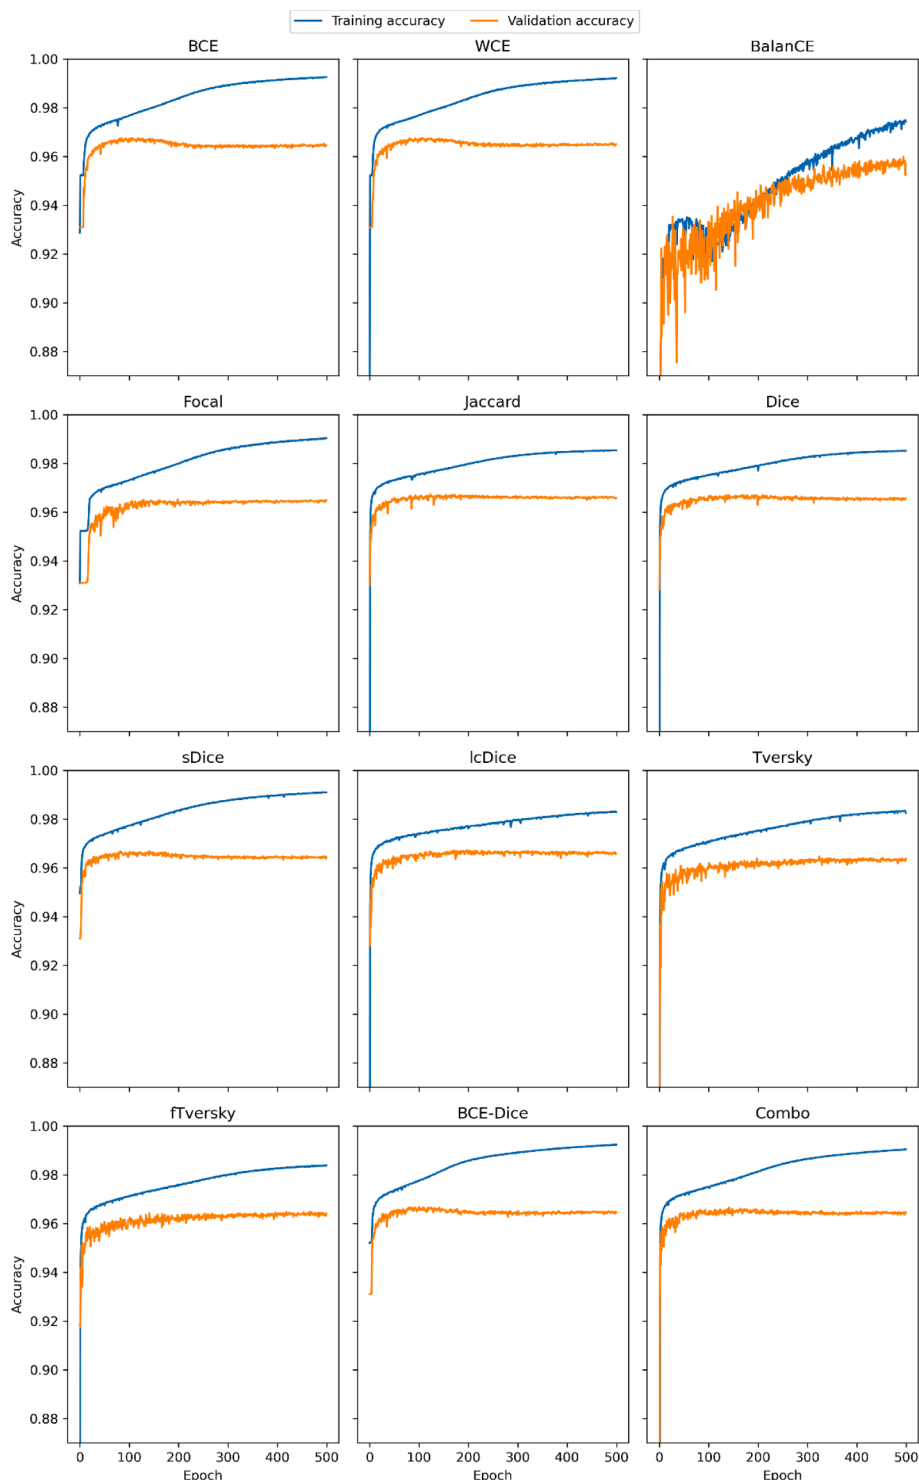 Training accuracy Validation accuracy
BCE WCE BalanCE
1.00
0.98
0.96
0.94
0.92
0.90
0.88
Accuracy
Focal Jaccard Dice
1.00
0.98
0.96
0.94
0.92
0.90
0.88
Accuracy
sDice lcDice Tversky
1.00
0.98
0.96
0.94
0.92
0.90
0.88
Accuracy
fTversky BCE-Dice Combo
1.00
0.98
0.96
0.94
0.92
0.90
0.88
Accuracy
0 100 200 300 400 500 0 100 200 300 400 500 0 100 200 300 400 500
Epoch Epoch Epoch